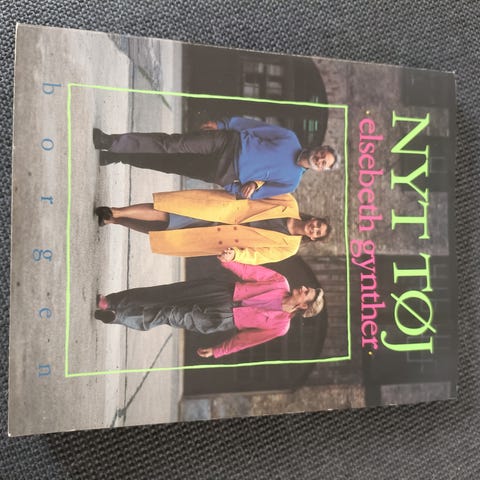 NYT TØJ
· elsebeth gynther ·
borgen